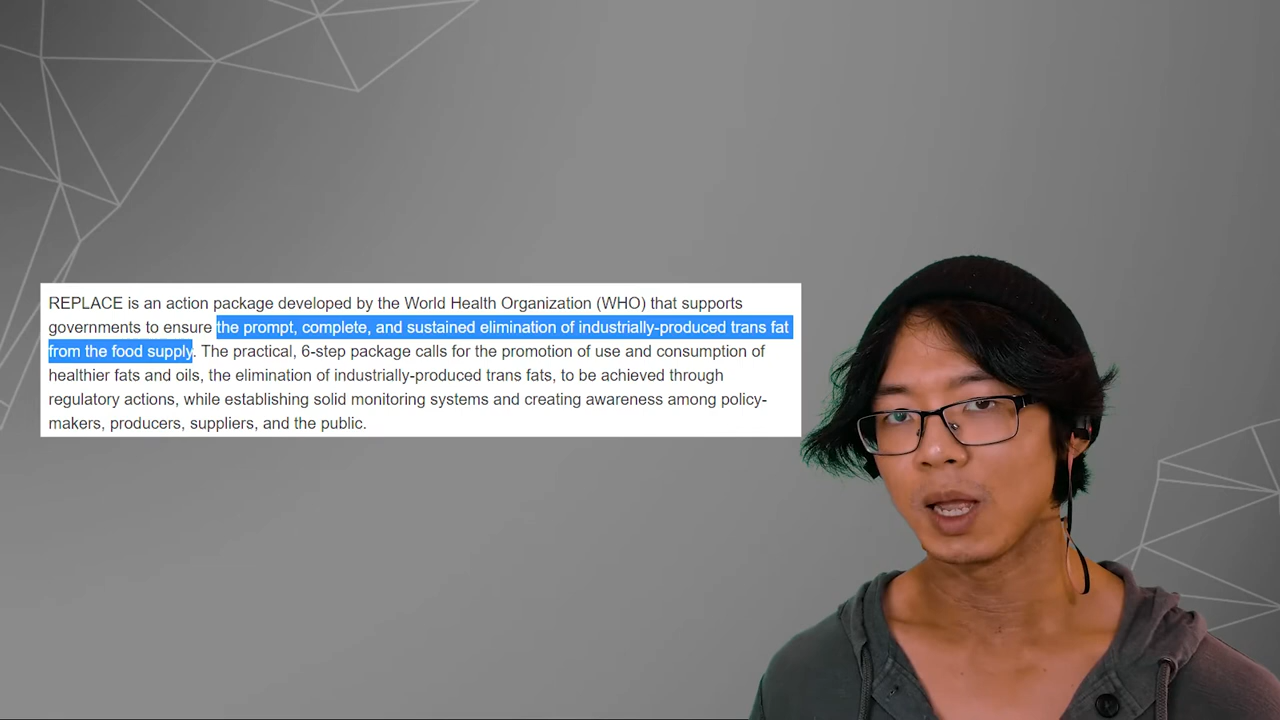 REPLACE is an action package developed by the World Health Organization (WHO) that supports
governments to ensure the prompt, complete, and sustained elimination of industrially-produced trans fat
from the food supply. The practical, 6-step package calls for the promotion of use and consumption of
healthier fats and oils, the elimination of industrially-produced trans fats, to be achieved through
regulatory actions, while establishing solid monitoring systems and creating awareness among policy-
makers, producers, suppliers, and the public.